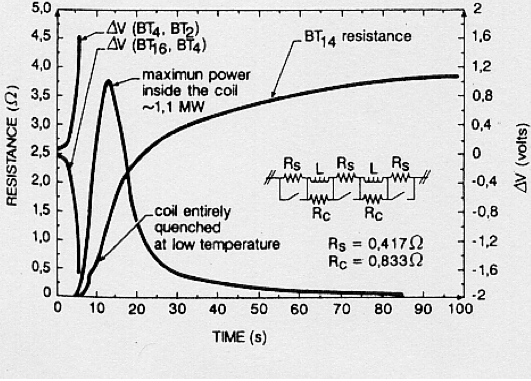 5,0
4,5
4,0
3,5
3,0
2,5
2,0
1,5
1,0
0,5
0
RESISTANCE (Ω)
ΔV (BT4, BT2)
ΔV (BT16, BT4)
maximun power
inside the coil
~1,1 MW
BT14 resistance
coil entirely
quenched
at low temperature
RS L RS L RS
RC RC
RS = 0,417Ω
RC = 0,833Ω
2
1,6
1,2
0,8
0,4
0
-0,4
-0,8
-1,2
-1,6
-2
ΔV (volts)
0 10 20 30 40 50 60 70 80 90 100
TIME (s)